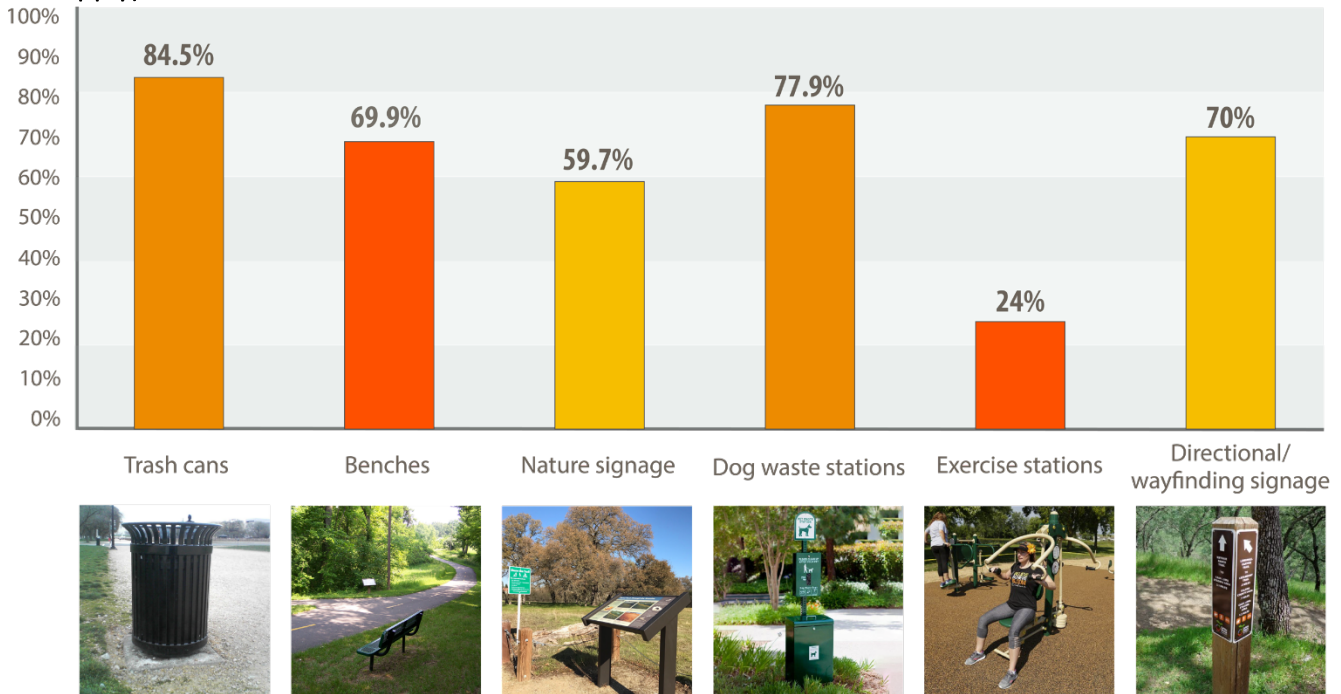 100%
90%
80%
70%
60%
50%
40%
30%
20%
10%
0%
84.5%
69.9%
59.7%
77.9%
24%
70%
Trash cans
Benches
Nature signage
Dog waste stations
Exercise stations
Directional/
wayfinding signage